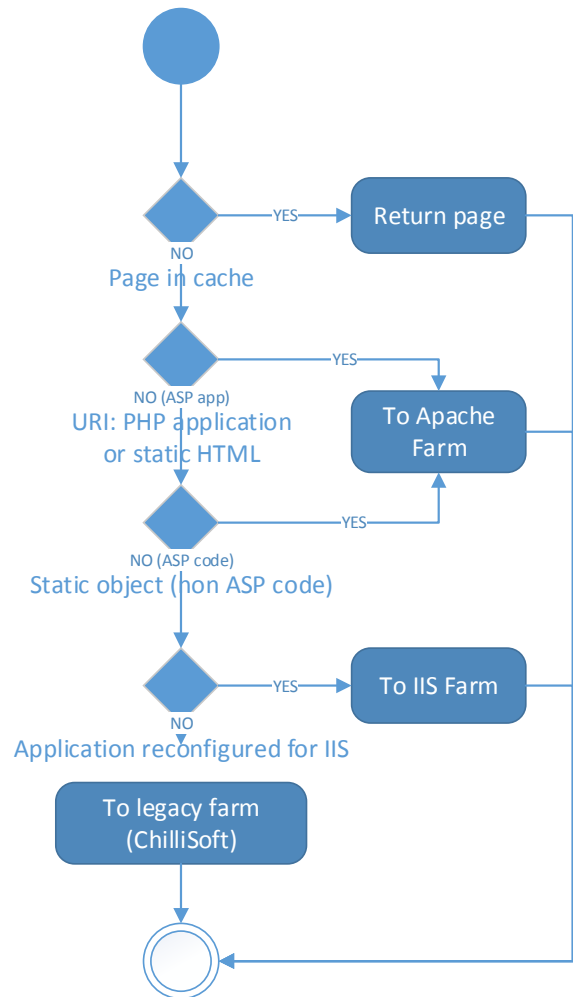 YES
Return page
NO
Page in cache
YES
NO (ASP app)
URI: PHP application
or static HTML
To Apache
Farm
YES
NO (ASP code)
Static object (non ASP code)
YES
To IIS Farm
NO
Application reconfigured for IIS
To legacy farm
(ChilliSoft)